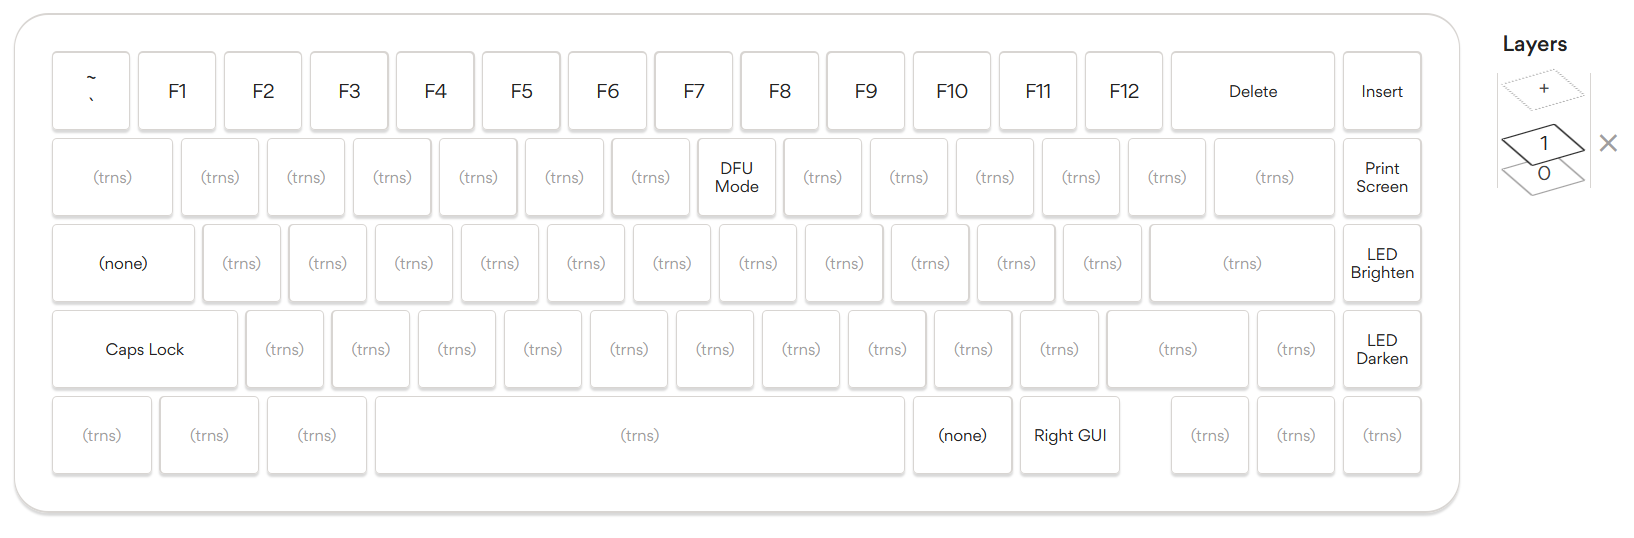 Layers
~
`
F1 F2 F3 F4 F5 F6 F7 F8 F9 F10 F11 F12 Delete Insert
+
(trns) (trns) (trns) (trns) (trns) (trns) (trns) DFU Mode (trns) (trns) (trns) (trns) (trns) (trns) Print Screen
1
0
(none) (trns) (trns) (trns) (trns) (trns) (trns) (trns) (trns) (trns) (trns) (trns) (trns) LED Brighten
Caps Lock (trns) (trns) (trns) (trns) (trns) (trns) (trns) (trns) (trns) (trns) (trns) (trns) LED Darken
(trns) (trns) (trns) (trns) (none) Right GUI (trns) (trns) (trns)